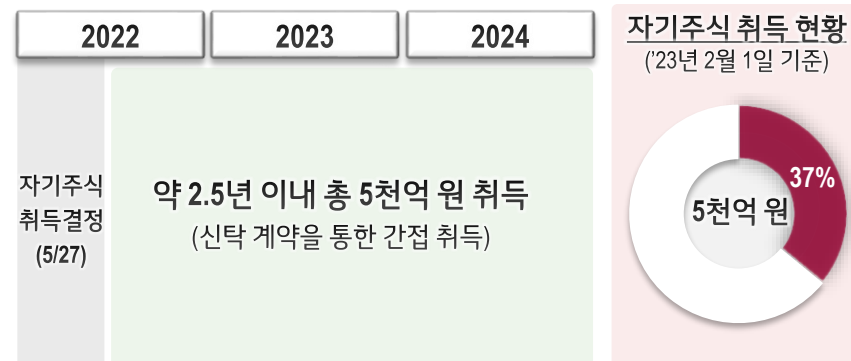 2022
2023
2024
자기주식
취득결정
(5/27)
약 2.5년 이내 총 5천억 원 취득
(신탁 계약을 통한 간접 취득)
자기주식 취득 현황
(’23년 2월 1일 기준)
37%
5천억 원